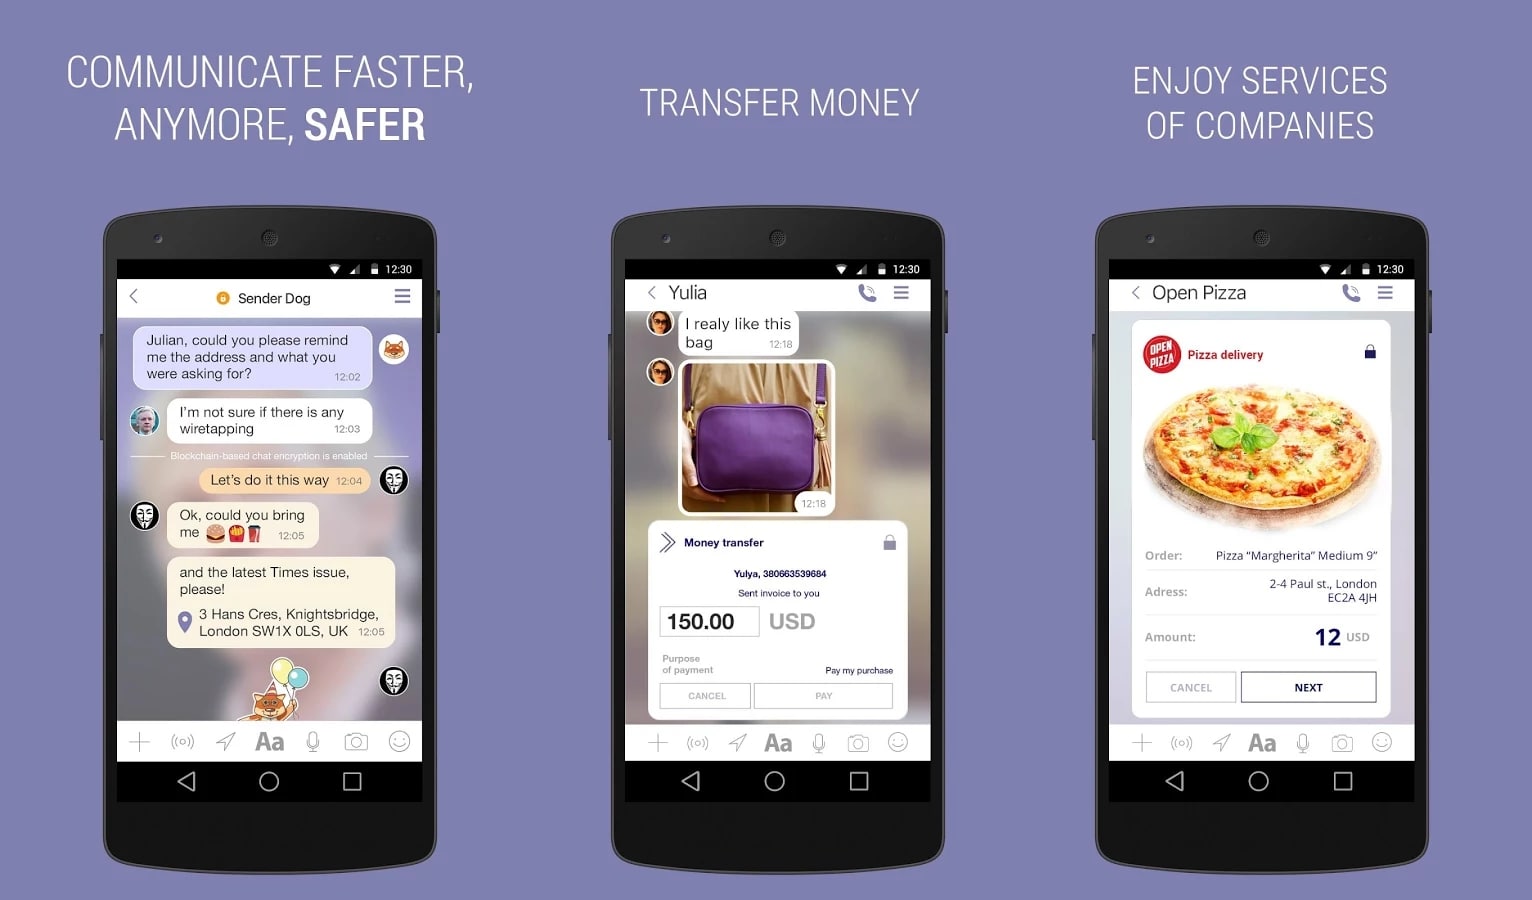 COMMUNICATE FASTER,
ANYMORE, SAFER
12:30
Sender Dog
Julian, could you please remind
me the address and what you
were asking for?
12:02
I'm not sure if there is any
wiretapping
12:03
Blockchain-based chat encryption is enabled
Let's do it this way 12:04
Ok, could you bring
me 12:05
and the latest Times issue,
please!
3 Hans Cres, Knightsbridge,
London SW1X 0LS, UK 12:05
Aa
TRANSFER MONEY
12:30
Yulia
I realy like this
bag
12:18
12:18
Money transfer
Yulya, 380663539684
Sent invoice to you
150.00 USD
Purpose
of payment
Pay my purchase
CANCEL PAY
Aa
ENJOY SERVICES
OF COMPANIES
12:30
Open Pizza
OPEN
PIZZA
Pizza delivery
Order: Pizza “Margherita” Medium 9”
Adress: 2-4 Paul st., London
EC2A 4JH
Amount: 12 USD
CANCEL NEXT
Aa